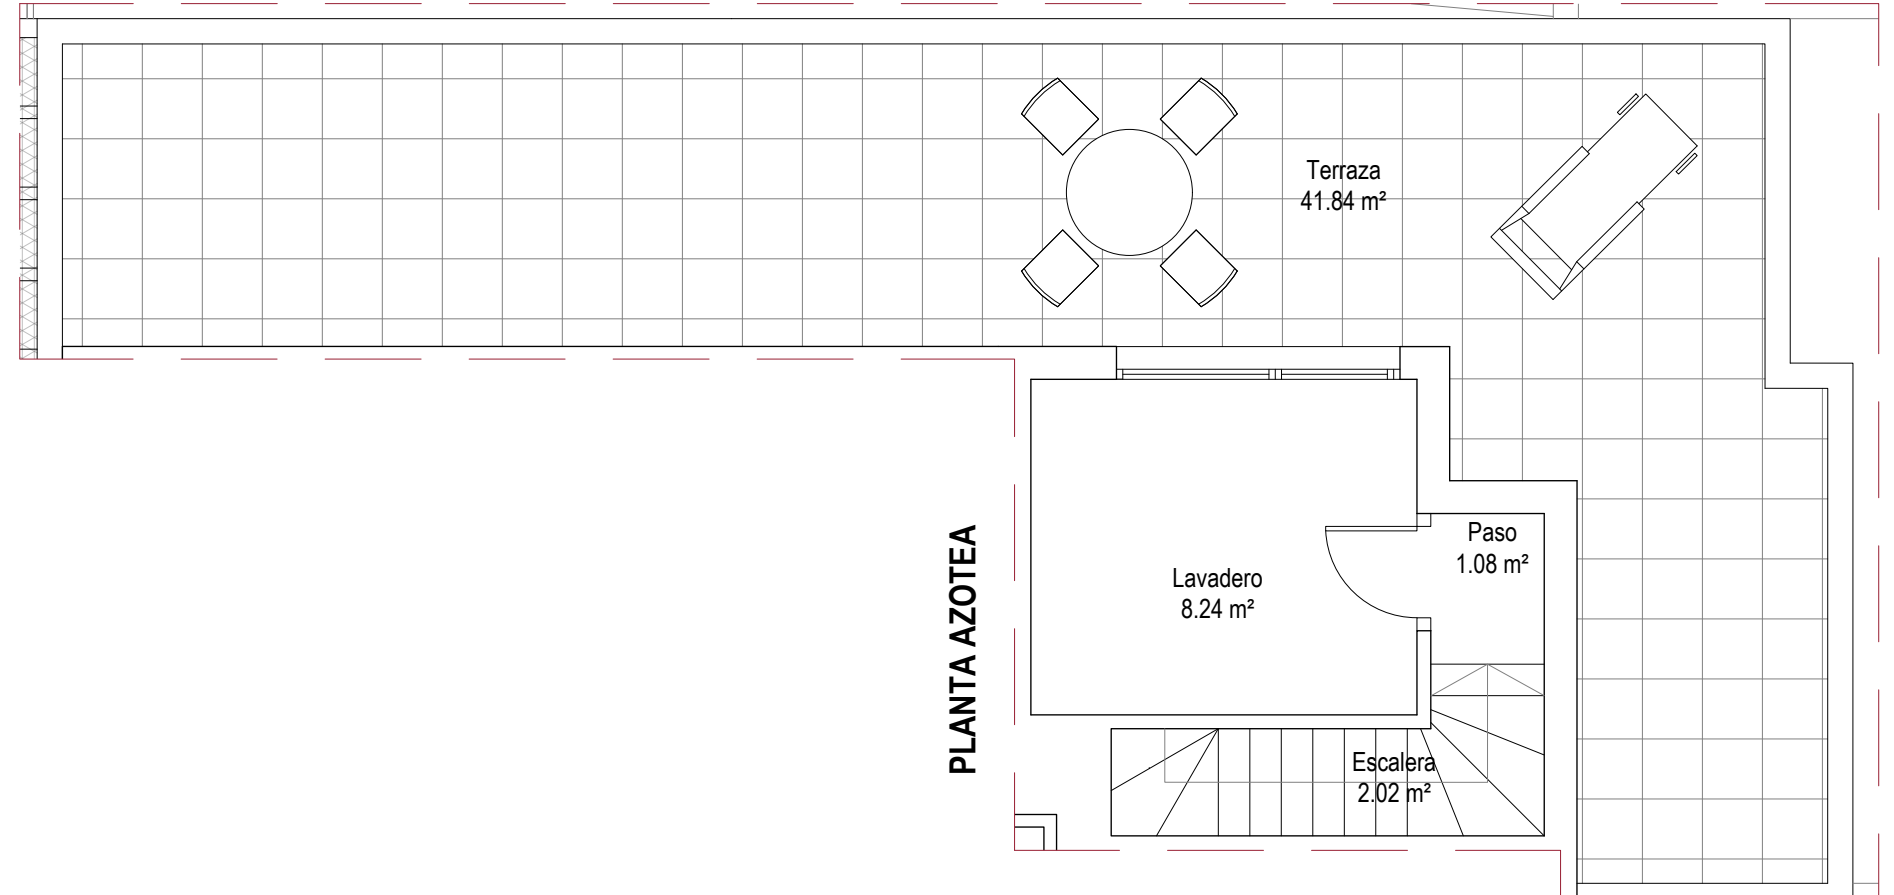 Terraza
41.84 m²
Paso
1.08 m²
Lavadero
8.24 m²
PLANTA AZOTEA
Escalera
2.02 m²